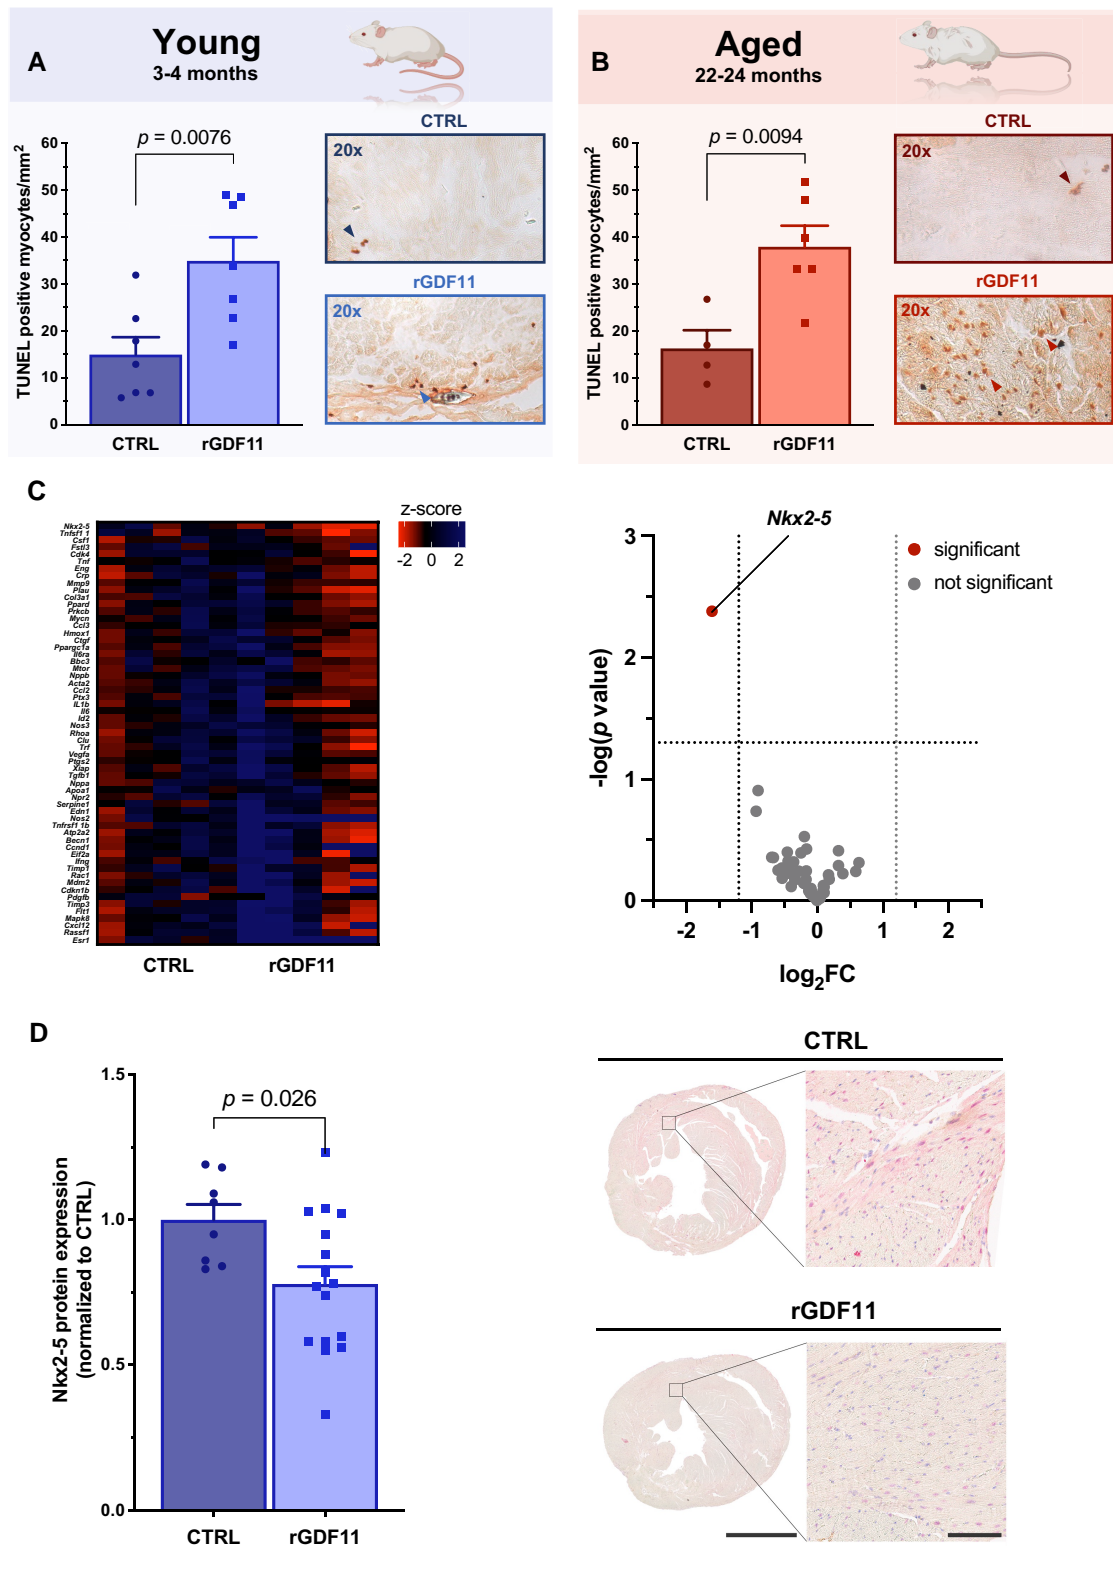 A
Young
3-4 months
TUNEL positive myocytes/mm2
60
50
40
30
20
10
0
p = 0.0076
CTRL
rGDF11
CTRL
20x
rGDF11
20x
B
Aged
22-24 months
TUNEL positive myocytes/mm2
60
50
40
30
20
10
0
p = 0.0094
CTRL
rGDF11
CTRL
20x
rGDF11
20x
C
Nkx2-5
Tnfsf11
Csf1
Fstl3
Cdk4
Tnf
Eng
Crp
Mmp9
Plau
Col3a1
Ppard
Prkcb
Mycn
Ccl3
Hmox1
Ctgf
Ppargc1a
Il6ra
Bbc3
Mtor
Nppb
Acta2
Ccl2
Ptx3
IL1b
Il6
Id2
Nos3
Rhoa
Clu
Trf
Vegfa
Ptgs2
Xiap
Tgfb1
Nppa
Apoa1
Npr2
Serpine1
Edn1
Nos2
Tnfrsf11b
Atp2a2
Becn1
Ccnd1
Eif2a
Ifng
Timp1
Rac1
Mdm2
Cdkn1b
Pdgfb
Timp3
Flt1
Mapk8
Cxcl12
Rassf1
Esr1
CTRL
rGDF11
z-score
-2 0 2
Nkx2-5
significant
not significant
-log(p value)
3
2
1
0
-2 -1 0 1 2
log2FC
D
Nkx2-5 protein expression
(normalized to CTRL)
1.5
1.0
0.5
0.0
p = 0.026
CTRL
rGDF11
CTRL
rGDF11